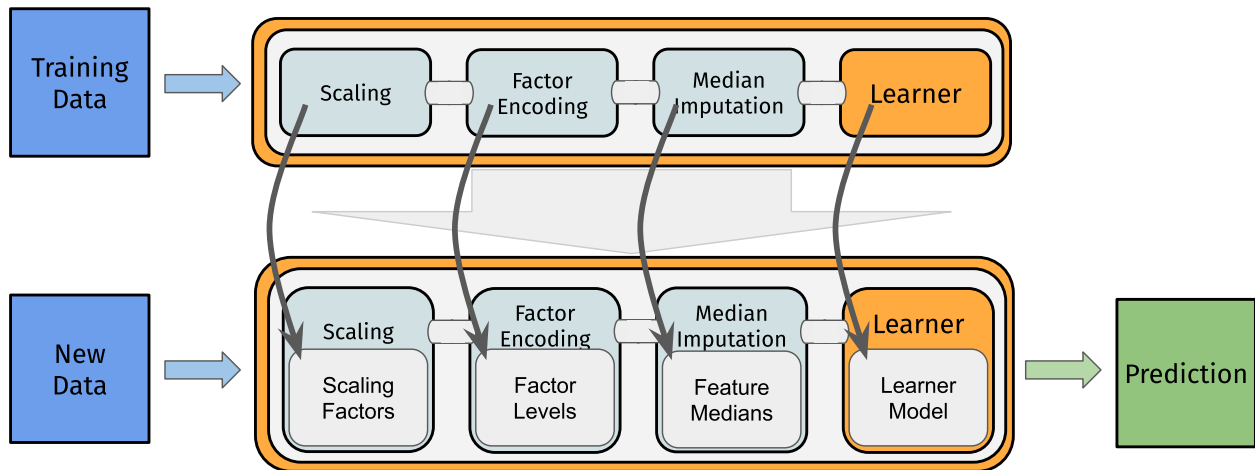 Training
Data
Scaling
Factor
Encoding
Median
Imputation
Learner
New
Data
Scaling
Scaling
Factors
Factor
Encoding
Factor
Levels
Median
Imputation
Feature
Medians
Learner
Learner
Model
Prediction